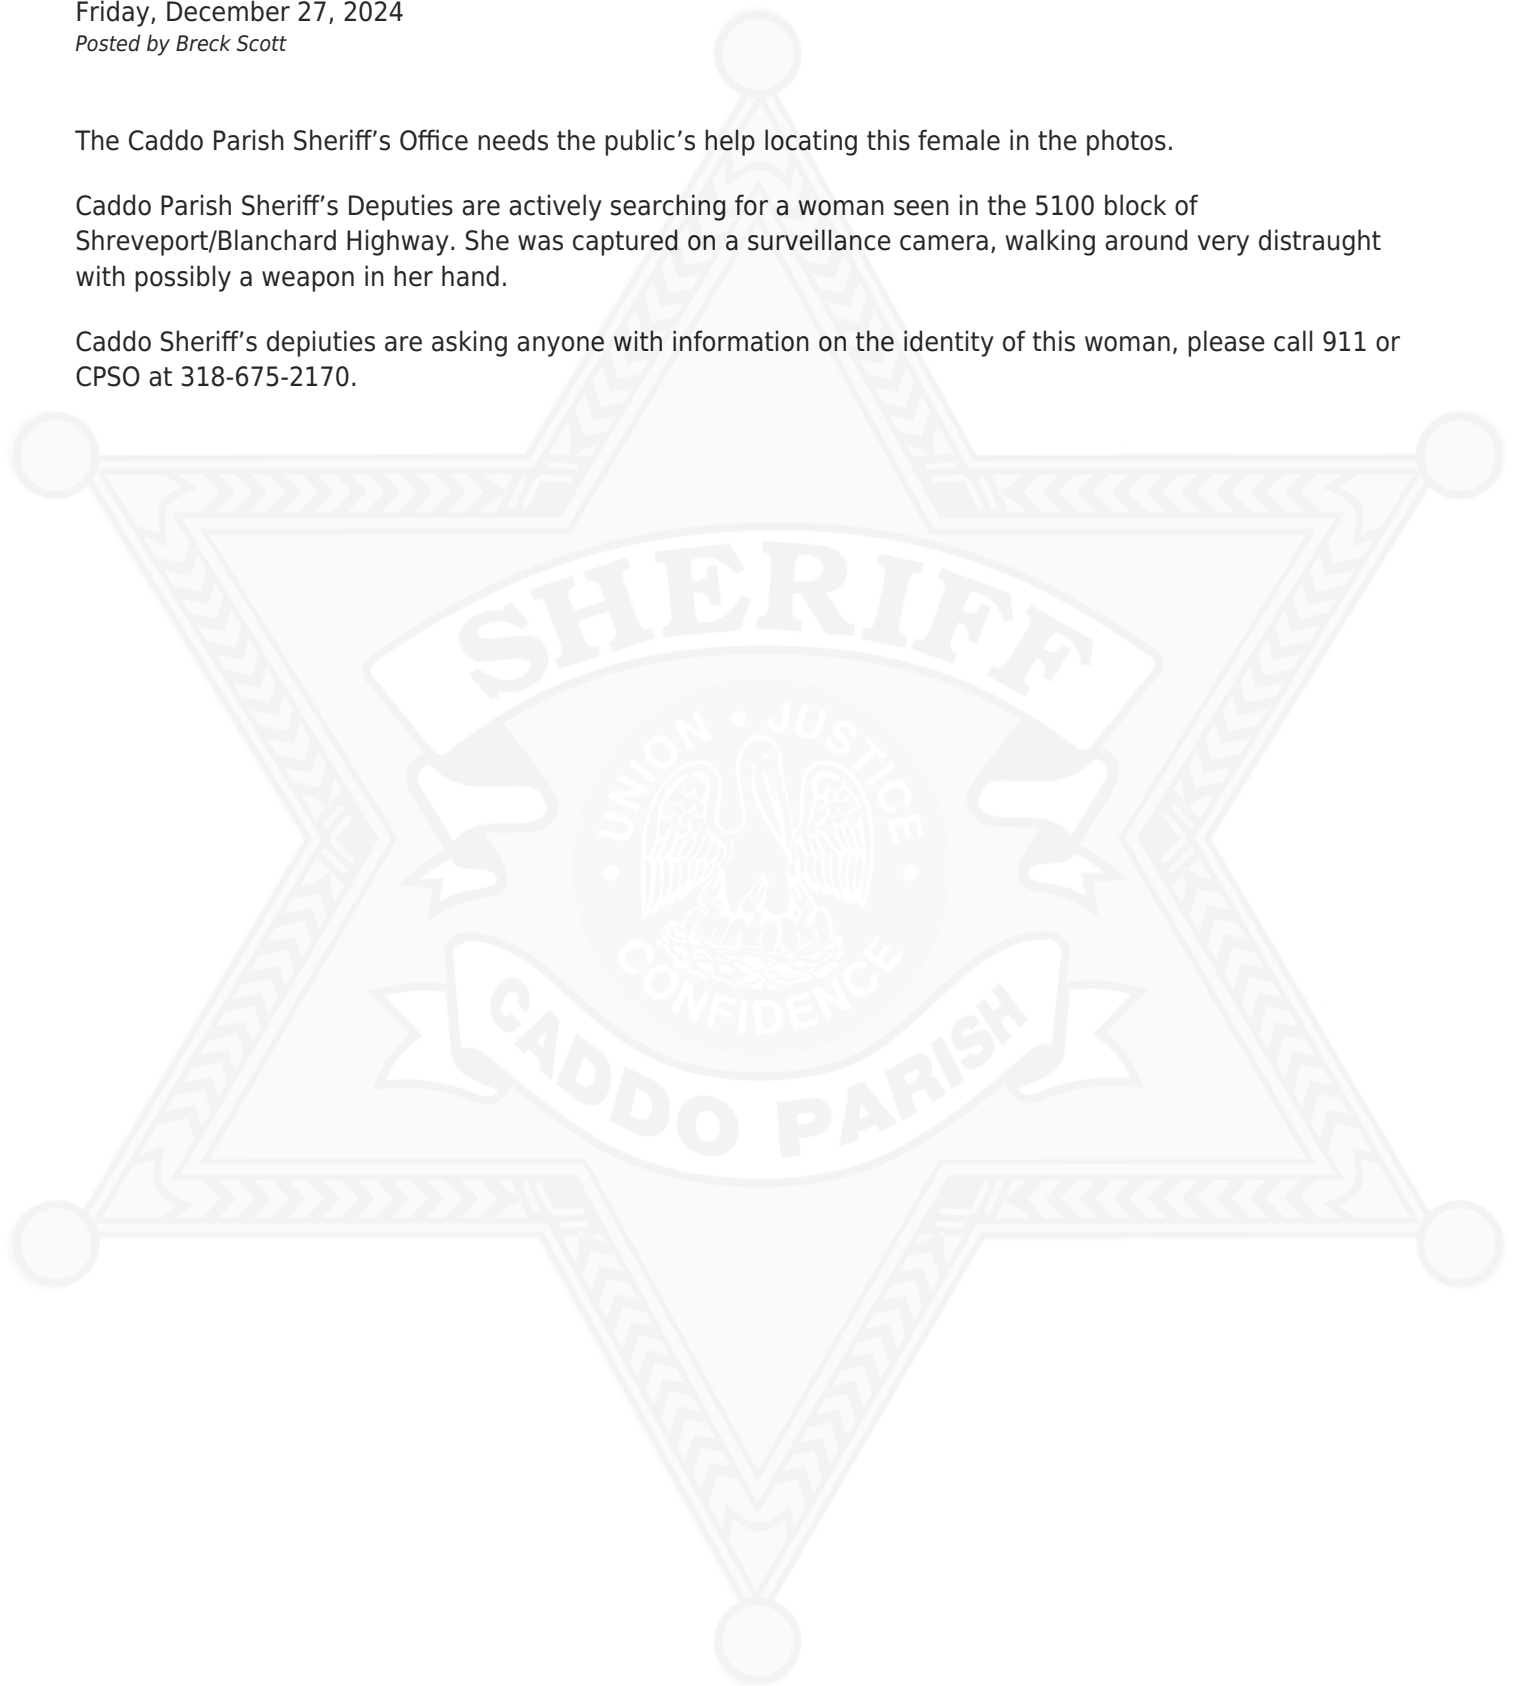 Friday, December 27, 2024
Posted by Breck Scott
The Caddo Parish Sheriff’s Office needs the public’s help locating this female in the photos.
Caddo Parish Sheriff’s Deputies are actively searching for a woman seen in the 5100 block of
Shreveport/Blanchard Highway. She was captured on a surveillance camera, walking around very distraught
with possibly a weapon in her hand.
Caddo Sheriff’s depiuties are asking anyone with information on the identity of this woman, please call 911 or
CPSO at 318-675-2170.
SHERIFF
UNION • JUSTICE •
CONFIDENCE •
CADDO PARISH